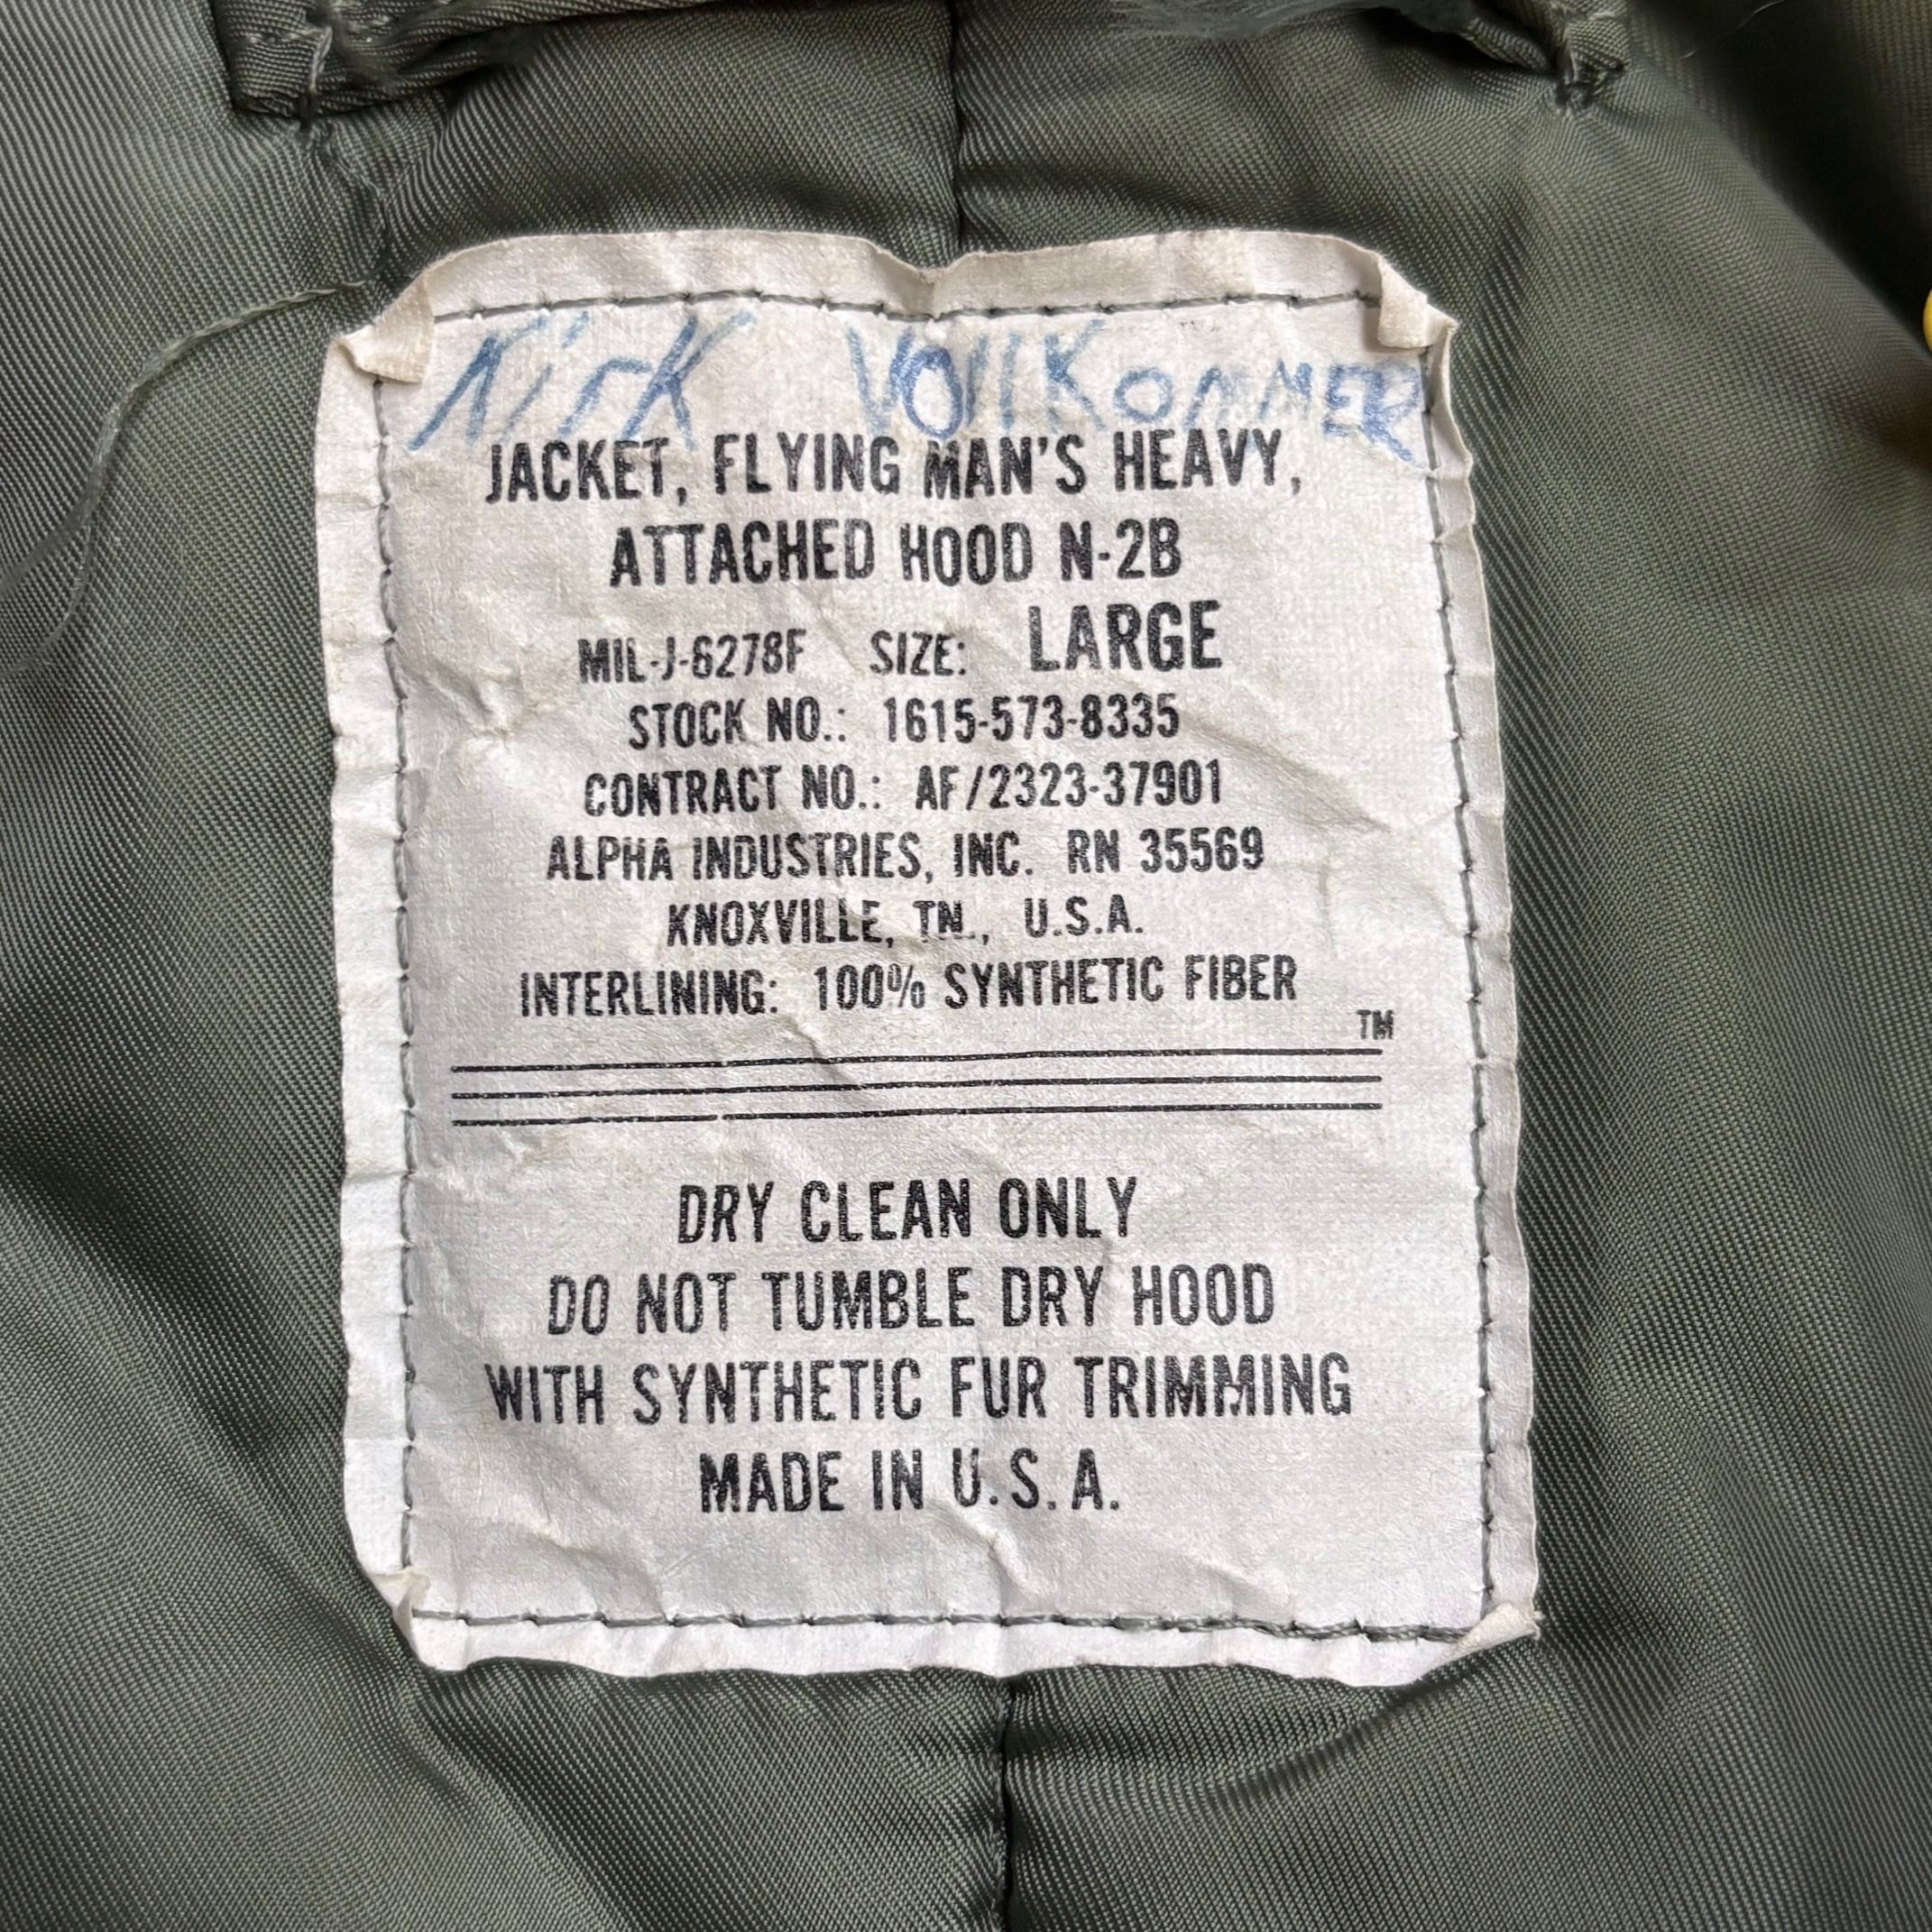 Kirk VOllKOMMER
JACKET, FLYING MAN'S HEAVY,
ATTACHED HOOD N-2B
MIL-J-6278F SIZE: LARGE
STOCK NO.: 1615-573-8335
CONTRACT NO.: AF/2323-37901
ALPHA INDUSTRIES, INC. RN 35569
KNOXVILLE, TN., U.S.A.
INTERLINING: 100% SYNTHETIC FIBER
TM
DRY CLEAN ONLY
DO NOT TUMBLE DRY HOOD
WITH SYNTHETIC FUR TRIMMING
MADE IN U.S.A.